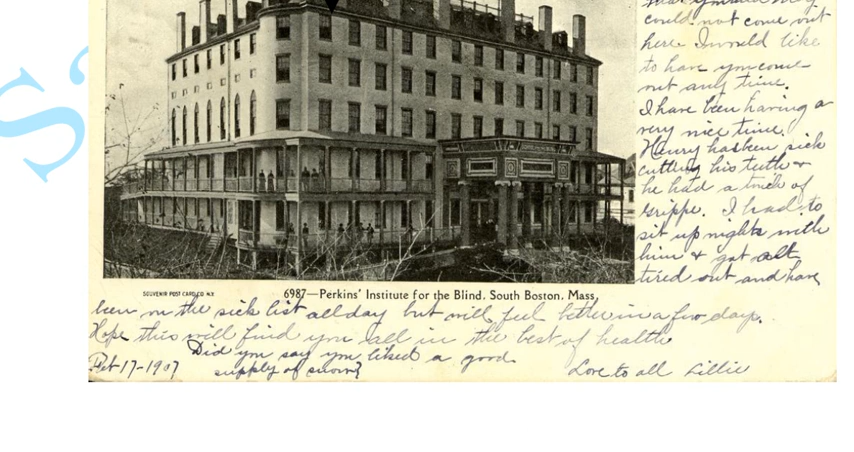 could not come out
here I would like
to have you come
out any time.
I have been having a
very nice time.
Henry has been sick
cutting his teeth &
he had a touch of
Grippe. I had to
sit up nights with
him & got all
tired out and have
SOUVENIR POST CARD CO. N.Y.
6987—Perkins' Institute for the Blind. South Boston. Mass.
been on the sick list all day but will feel better in a few days.
Hope this will find you all in the best of health
Did you say you liked a good
supply of snow?
Feb 17-1907
Love to all Lillie